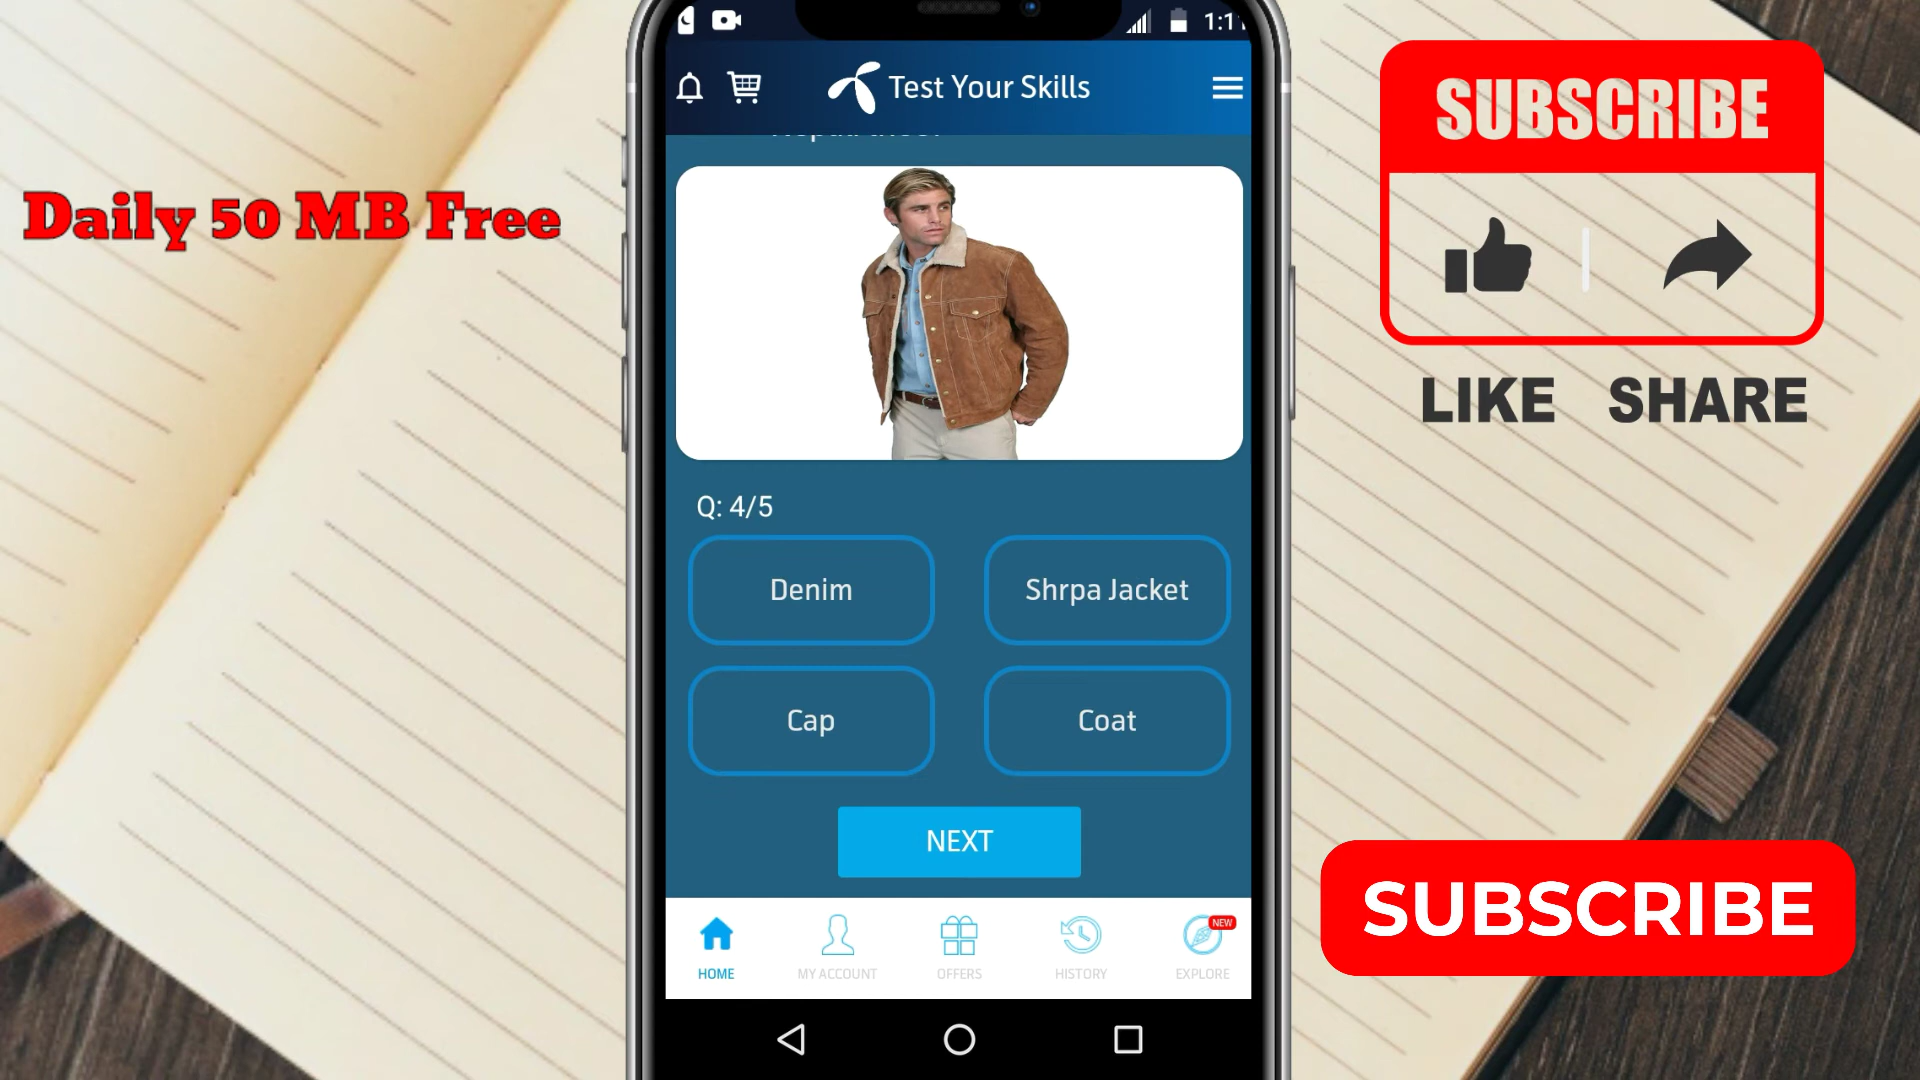 1:11
Test Your Skills
SUBSCRIBE
LIKE SHARE
Daily 50 MB Free
Q: 4/5
Denim
Shrpa Jacket
Cap
Coat
NEXT
SUBSCRIBE
HOME
MY ACCOUNT
OFFERS
HISTORY
NEW
EXPLORE